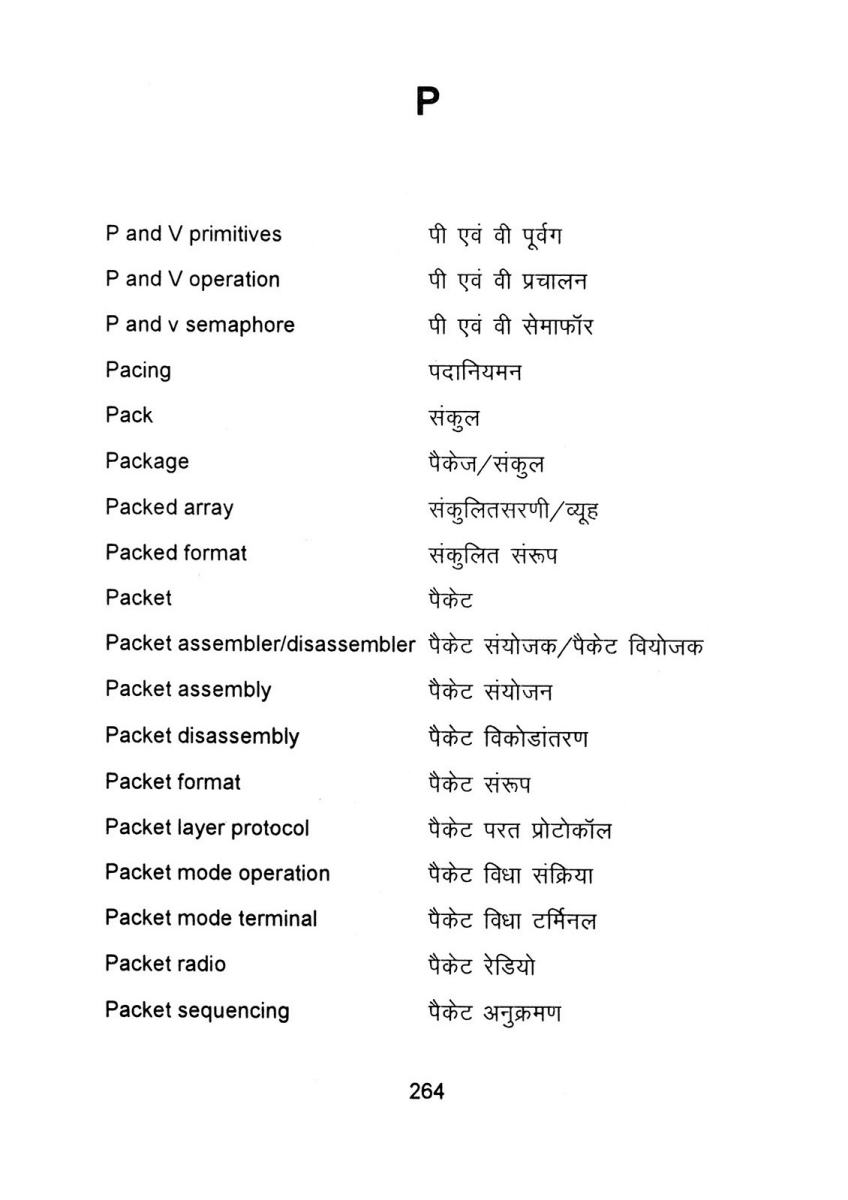 P
P and V primitives पी एवं वी पूर्वग
P and V operation पी एवं वी प्रचालन
P and v semaphore पी एवं वी सेमाफॉर
Pacing पदानियमन
Pack संकुल
Package पैकेज/संकुल
Packed array संकुलितसरणी/व्यूह
Packed format संकुलित संरूप
Packet पैकेट
Packet assembler/disassembler पैकेट संयोजक/पैकेट वियोजक
Packet assembly पैकेट संयोजन
Packet disassembly पैकेट विकोडांतरण
Packet format पैकेट संरूप
Packet layer protocol पैकेट परत प्रोटोकॉल
Packet mode operation पैकेट विधा संक्रिया
Packet mode terminal पैकेट विधा टर्मिनल
Packet radio पैकेट रेडियो
Packet sequencing पैकेट अनुक्रमण
264